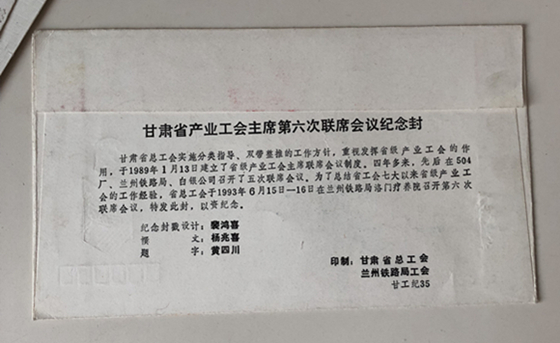 甘肃省产业工会主席第六次联席会议纪念封
甘肃省总工会实施分类指导、双带整推的工作方针，重视发挥省级产业工会的作
用，于1989年1月13日建立了省级产业工会主席联席会议制度，四年多来，先后在504
厂、兰州铁路局、白银公司召开了五次联席会议。为了总结省工会七大以来省级产业工
会的工作经验，省总工会于1993年6月15日—16日在兰州铁路局洛门疗养院召开第六次
联席会议，特发此封，以资纪念。
纪念封戳设计：裴鸿喜
撰　文：杨兆喜
题　字：黄四川
印制：甘肃省总工会
兰州铁路局工会
甘工纪35